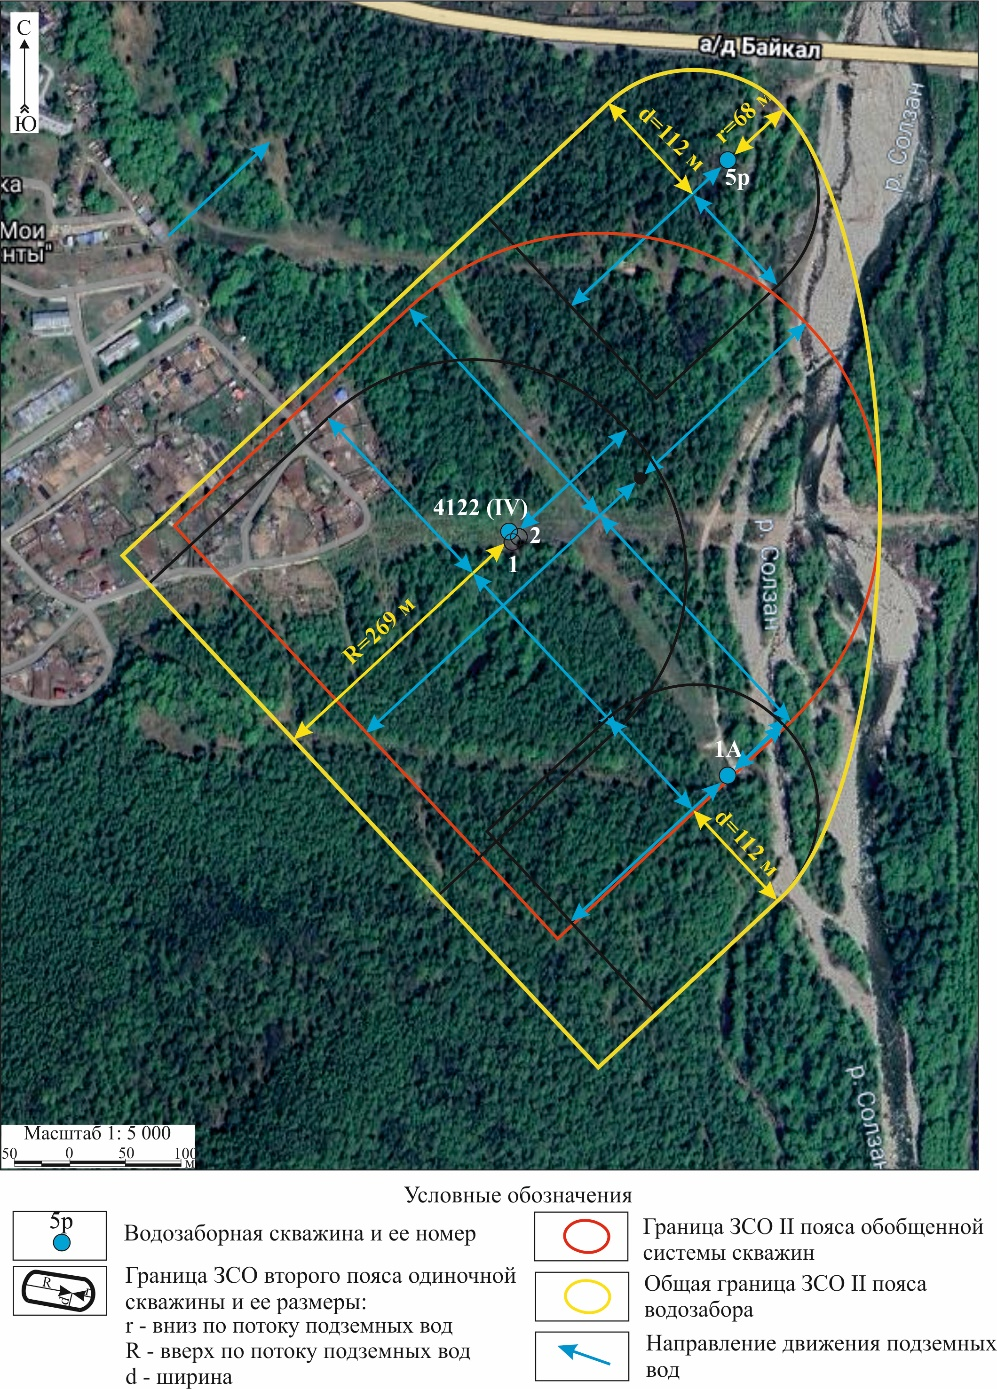 С
Ю
а/д Байкал
р. Солзан
d=112 м
r=68 м
5р
ка
Мои
нты"
4122 (IV)
2
1
р. Солзан
R=269 м
1А
d=112 м
р. Солзан
Масштаб 1: 5 000
50 0 50 100
м
Условные обозначения
5р
Водозаборная скважина и ее номер
R
r
d
Граница ЗСО второго пояса одиночной
скважины и ее размеры:
r - вниз по потоку подземных вод
R - вверх по потоку подземных вод
d - ширина
Граница ЗСО II пояса обобщенной
системы скважин
Общая граница ЗСО II пояса
водозабора
Направление движения подземных
вод